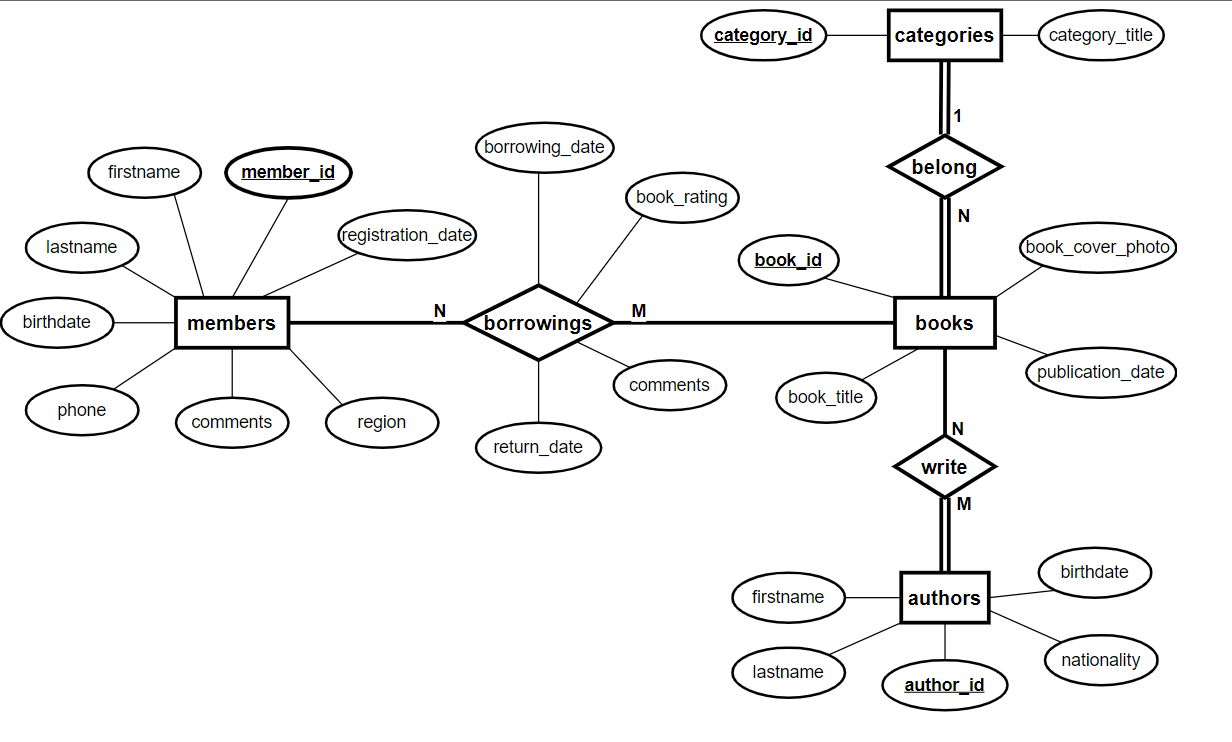 category_id
categories
category_title
1
belong
N
borrowing_date
firstname
member_id
book_rating
registration_date
lastname
book_id
book_cover_photo
birthdate
members
N
borrowings
M
books
publication_date
phone
comments
region
comments
book_title
return_date
N
write
M
firstname
authors
birthdate
lastname
author_id
nationality